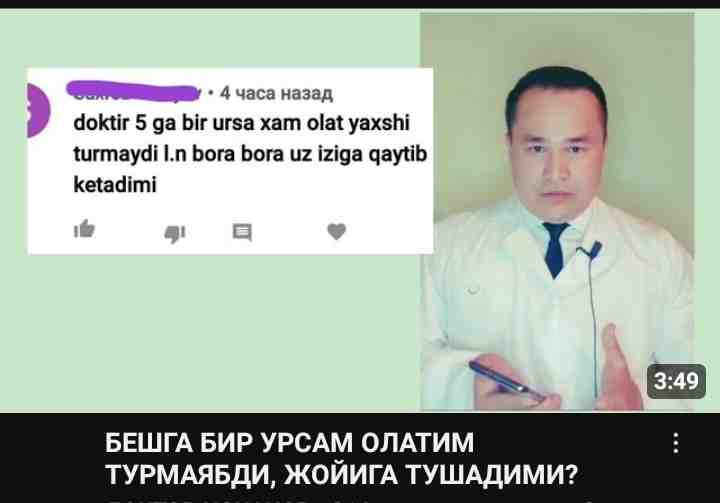 • 4 часа назад
doktir 5 ga bir ursa xam olat yaxshi
turmaydi l.n bora bora uz iziga qaytib
ketadimi
3:49
БЕШГА БИР УРСАМ ОЛАТИМ
ТУРМАЯБДИ, ЖОЙИГА ТУШАДИМИ?